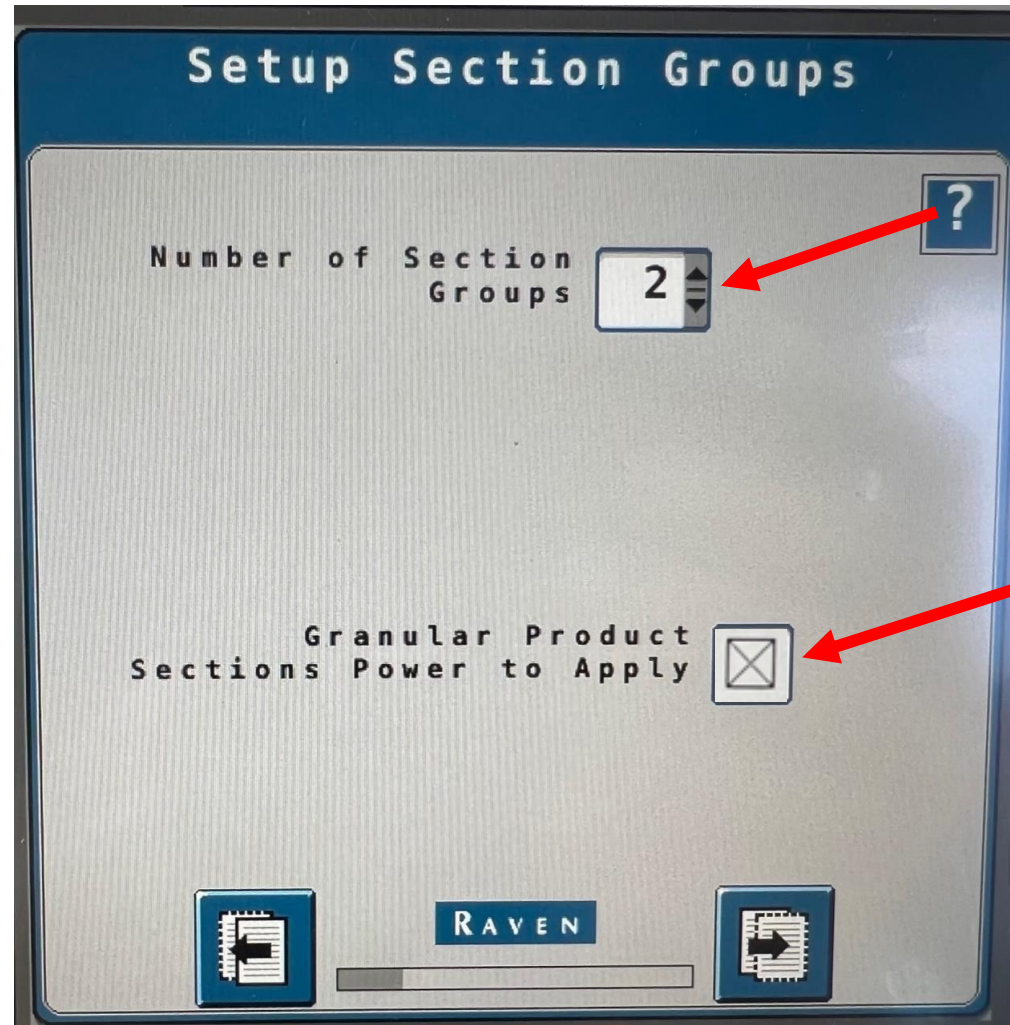 Setup Section Groups
?
Number of Section
Groups
2
Granular Product
Sections Power to Apply
RAVEN